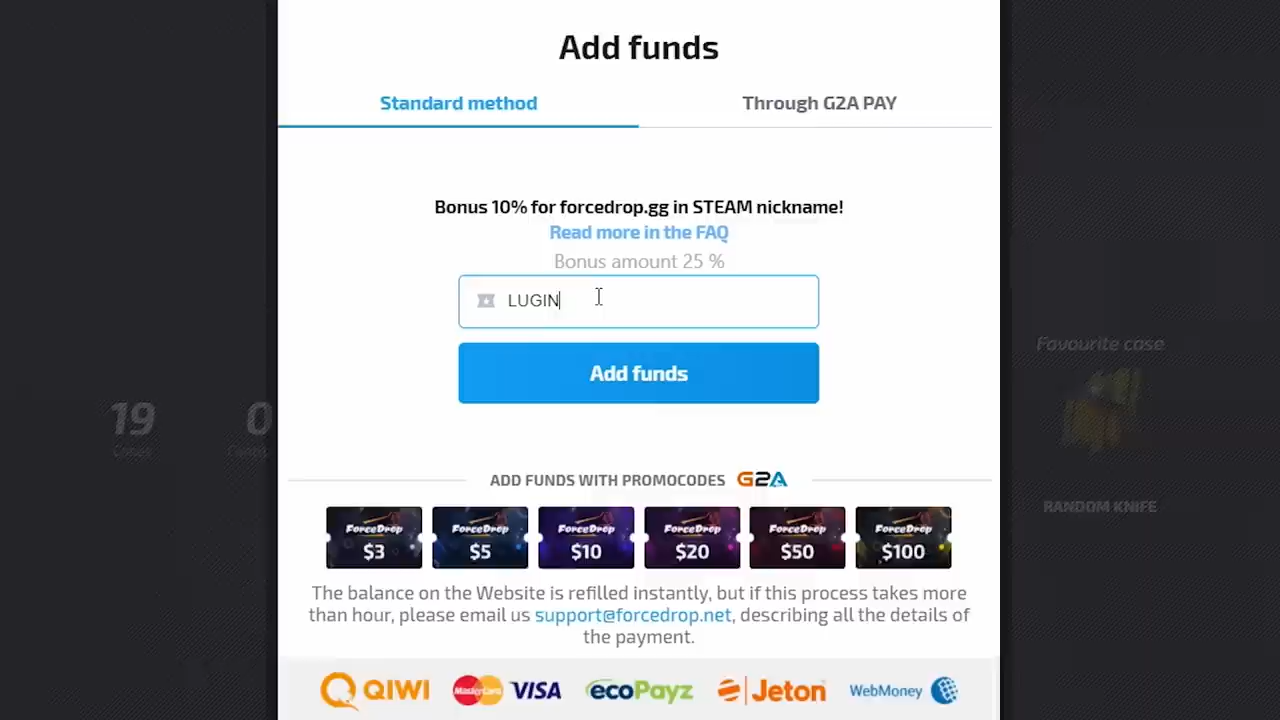 Add funds
Standard method
Through G2A PAY
Bonus 10% for forcedrop.gg in STEAM nickname!
Read more in the FAQ
Bonus amount 25 %
LUGIN
Add funds
19
0
Cases
Favourite case
RANDOM KNIFE
ADD FUNDS WITH PROMOCODES G2A
ForceDrop $3
ForceDrop $5
ForceDrop $10
ForceDrop $20
ForceDrop $50
ForceDrop $100
The balance on the Website is refilled instantly, but if this process takes more
than hour, please email us support@forcedrop.net, describing all the details of
the payment.
QIWI MasterCard VISA ecoPayz Jeton WebMoney